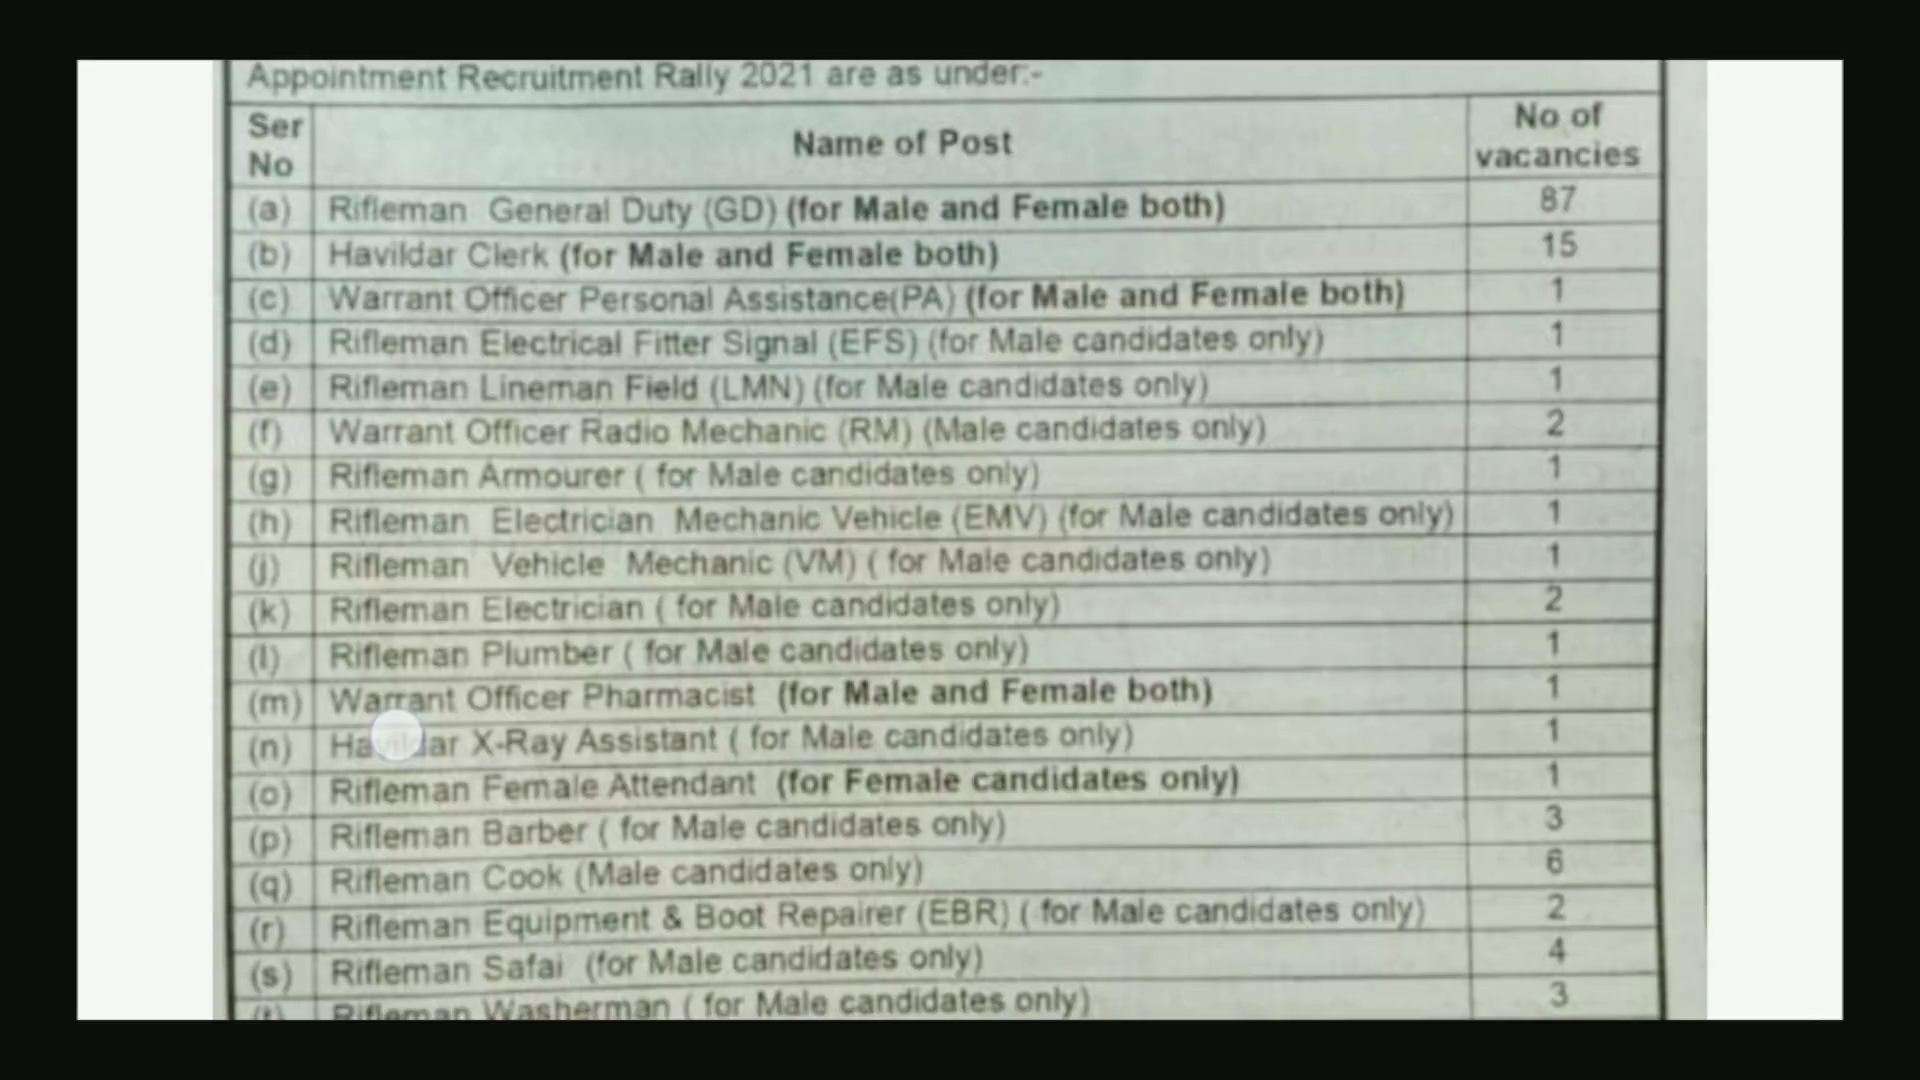 Appointment Recruitment Rally 2021 are as under:-
Ser No Name of Post No of vacancies
(a) Rifleman General Duty (GD) (for Male and Female both) 87
(b) Havildar Clerk (for Male and Female both) 15
(c) Warrant Officer Personal Assistance(PA) (for Male and Female both) 1
(d) Rifleman Electrical Fitter Signal (EFS) (for Male candidates only) 1
(e) Rifleman Lineman Field (LMN) (for Male candidates only) 1
(f) Warrant Officer Radio Mechanic (RM) (Male candidates only) 2
(g) Rifleman Armourer ( for Male candidates only) 1
(h) Rifleman Electrician Mechanic Vehicle (EMV) (for Male candidates only) 1
(j) Rifleman Vehicle Mechanic (VM) ( for Male candidates only) 1
(k) Rifleman Electrician ( for Male candidates only) 2
(l) Rifleman Plumber ( for Male candidates only) 1
(m) Warrant Officer Pharmacist (for Male and Female both) 1
(n) Havildar X-Ray Assistant ( for Male candidates only) 1
(o) Rifleman Female Attendant (for Female candidates only) 1
(p) Rifleman Barber ( for Male candidates only) 3
(q) Rifleman Cook (Male candidates only) 6
(r) Rifleman Equipment & Boot Repairer (EBR) ( for Male candidates only) 2
(s) Rifleman Safai (for Male candidates only) 4
(t) Rifleman Washerman ( for Male candidates only) 3